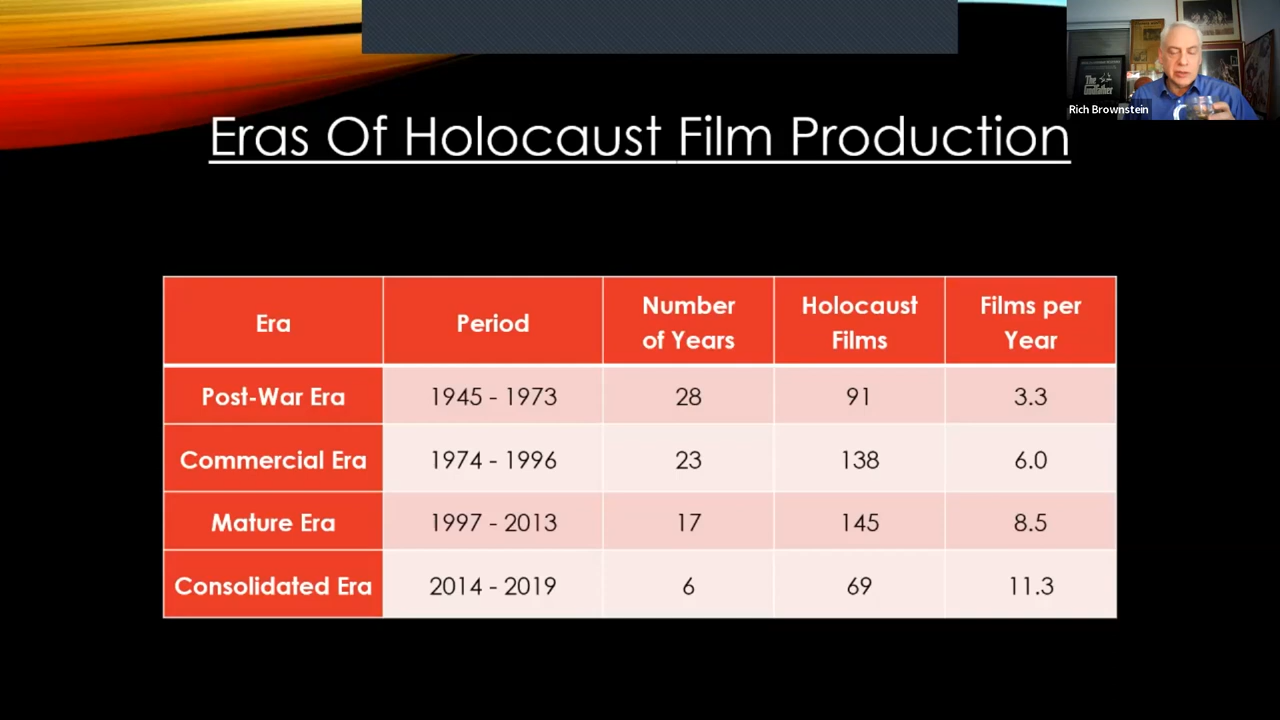 Rich Brownstein
The
Godfather
Eras Of Holocaust Film Production
Era
Period
Number
of Years
Holocaust
Films
Films per
Year
Post-War Era
1945 - 1973
28
91
3.3
Commercial Era
1974 - 1996
23
138
6.0
Mature Era
1997 - 2013
17
145
8.5
Consolidated Era
2014 - 2019
6
69
11.3